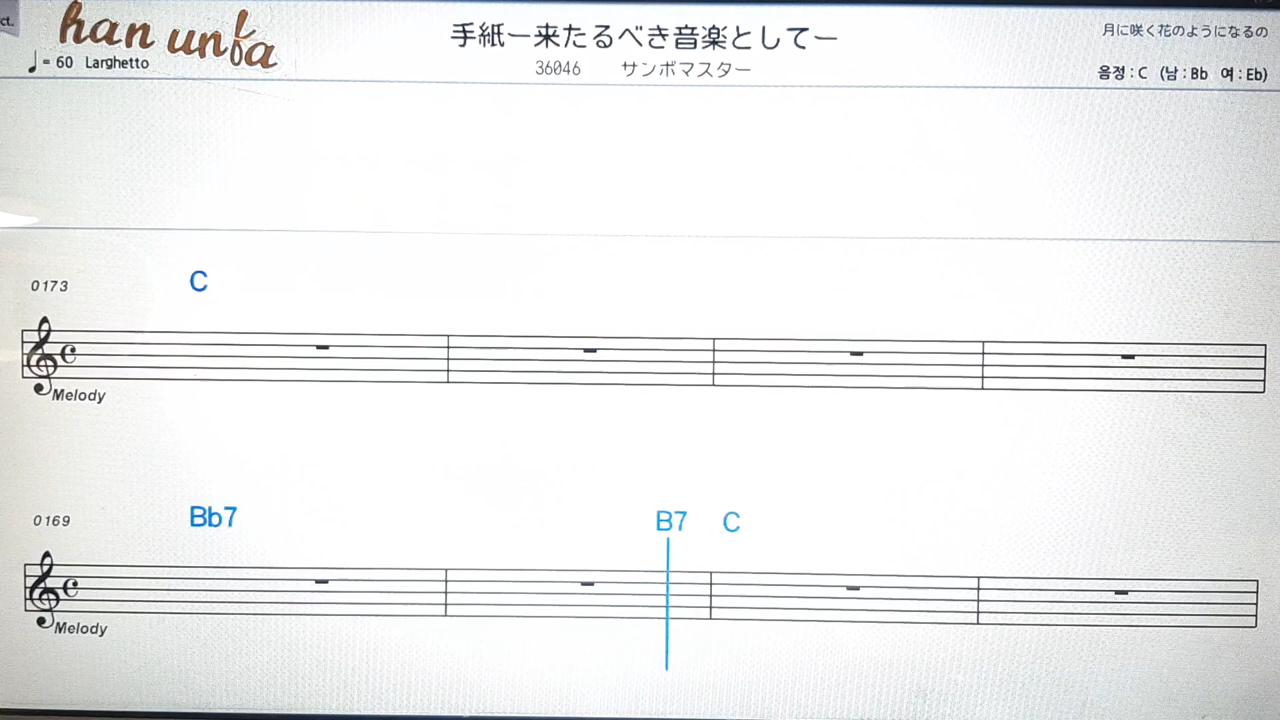 ct.
han unfa
♩= 60 Larghetto
手紙ー来たるべき音楽としてー
36046 サンボマスター
月に咲く花のようになるの
음정 : C (남 : Bb 여 : Eb)
0173
C
Melody
0169
Bb7 B7 C
Melody